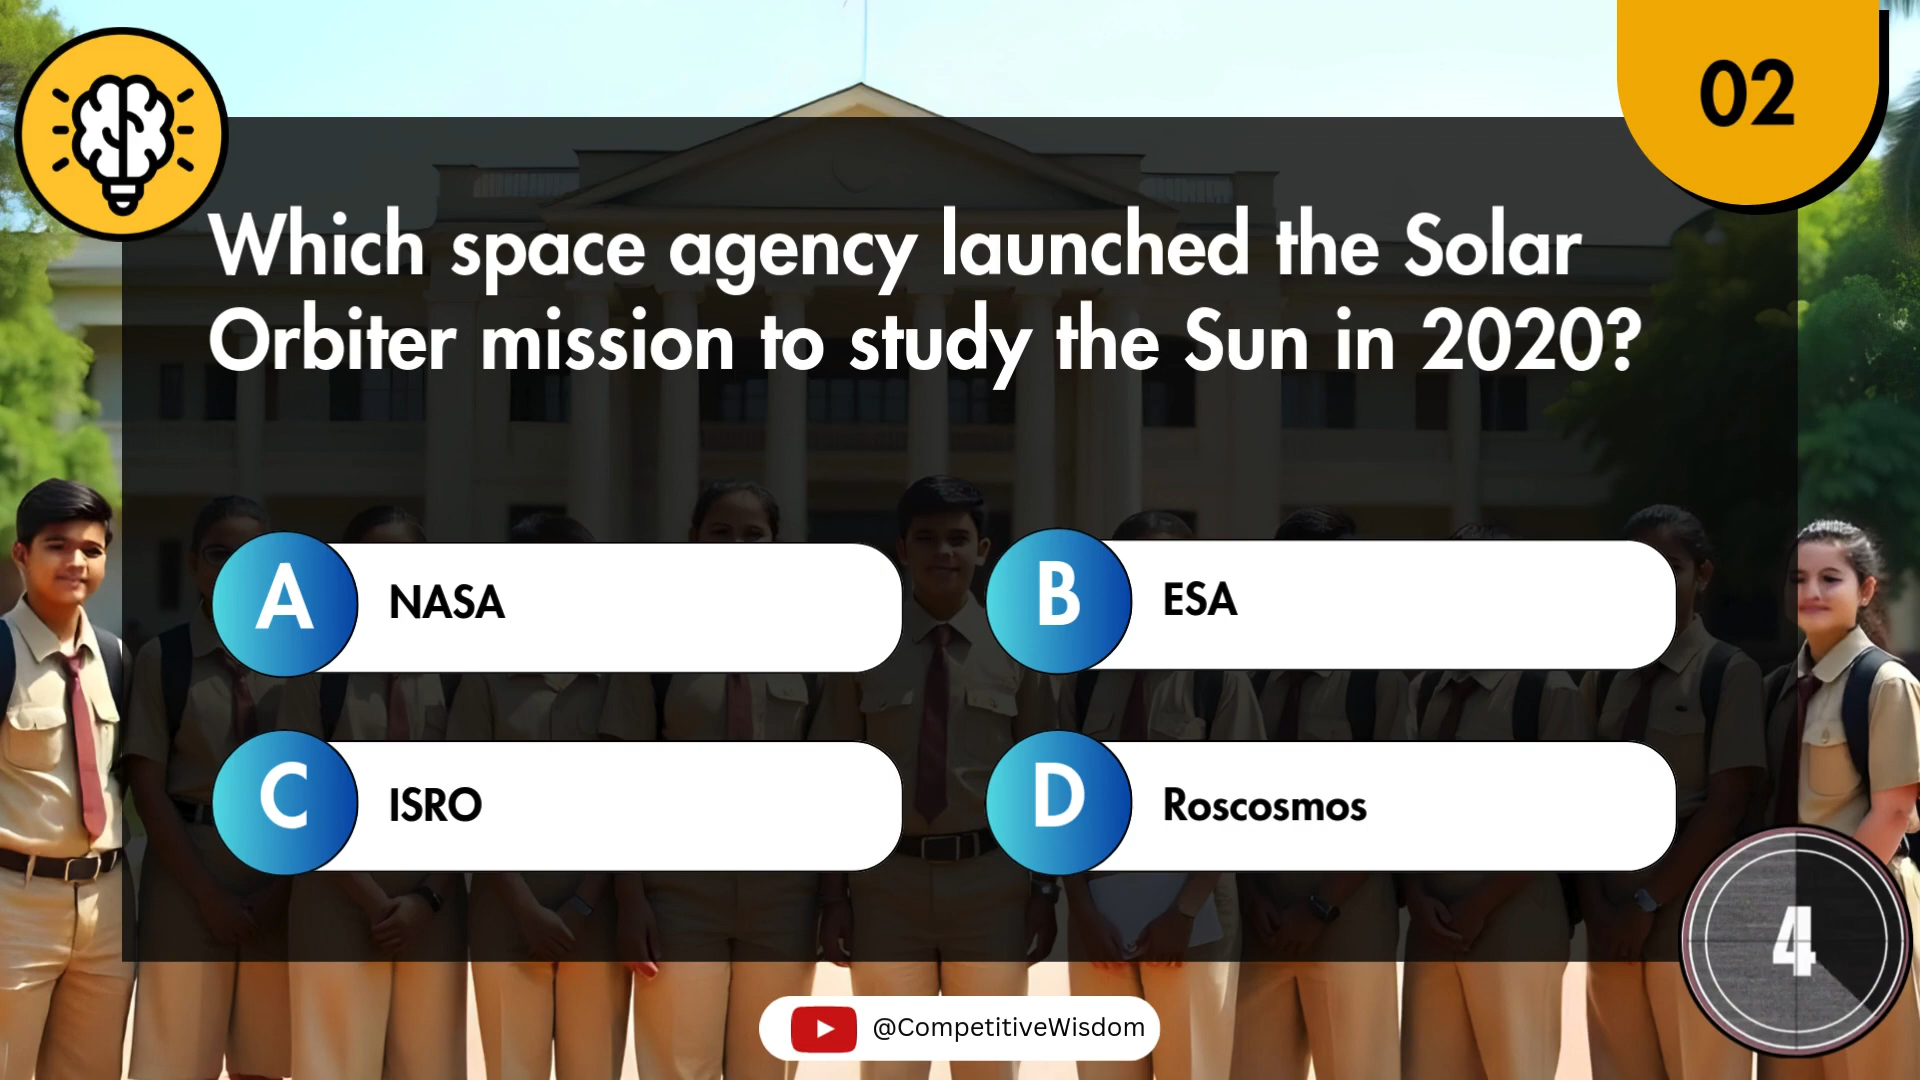 02
Which space agency launched the Solar
Orbiter mission to study the Sun in 2020?
A NASA
B ESA
C ISRO
D Roscosmos
4
@CompetitiveWisdom